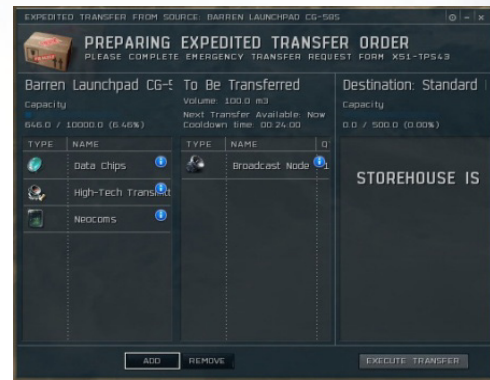 EXPEDITED TRANSFER FROM SOURCE: BARREN LAUNCHPAD CG-585
PREPARING EXPEDITED TRANSFER ORDER
PLEASE COMPLETE EMERGENCY TRANSFER REQUEST FORM X51-TPS43
Barren Launchpad CG-5
Capacity
646.0 / 10000.0 (6.46%)
TYPE NAME
Data Chips
High-Tech Transmit
Neocoms
To Be Transferred
Volume: 100.0 m3
Next Transfer Available: Now
Cooldown time: 00:24:00
TYPE NAME
Broadcast Node 1
Destination: Standard
Capacity
0.0 / 500.0 (0.00%)
STOREHOUSE IS
ADD REMOVE
EXECUTE TRANSFER